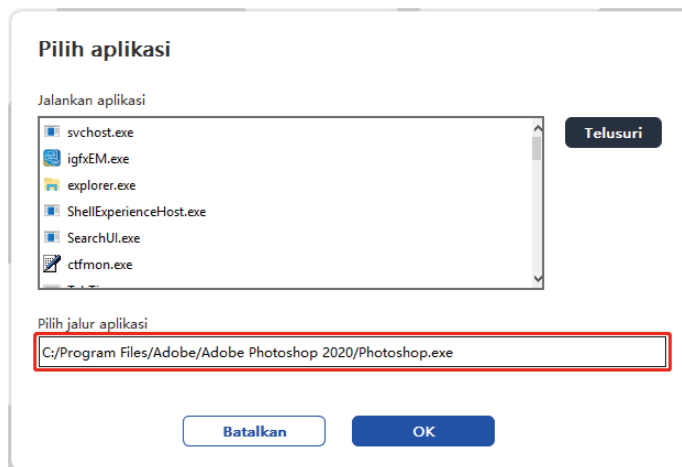 Pilih aplikasi
Jalankan aplikasi
svchost.exe
Telusuri
igfxEM.exe
explorer.exe
ShellExperienceHost.exe
SearchUI.exe
ctfmon.exe
Pilih jalur aplikasi
C:/Program Files/Adobe/Adobe Photoshop 2020/Photoshop.exe
Batalkan
OK